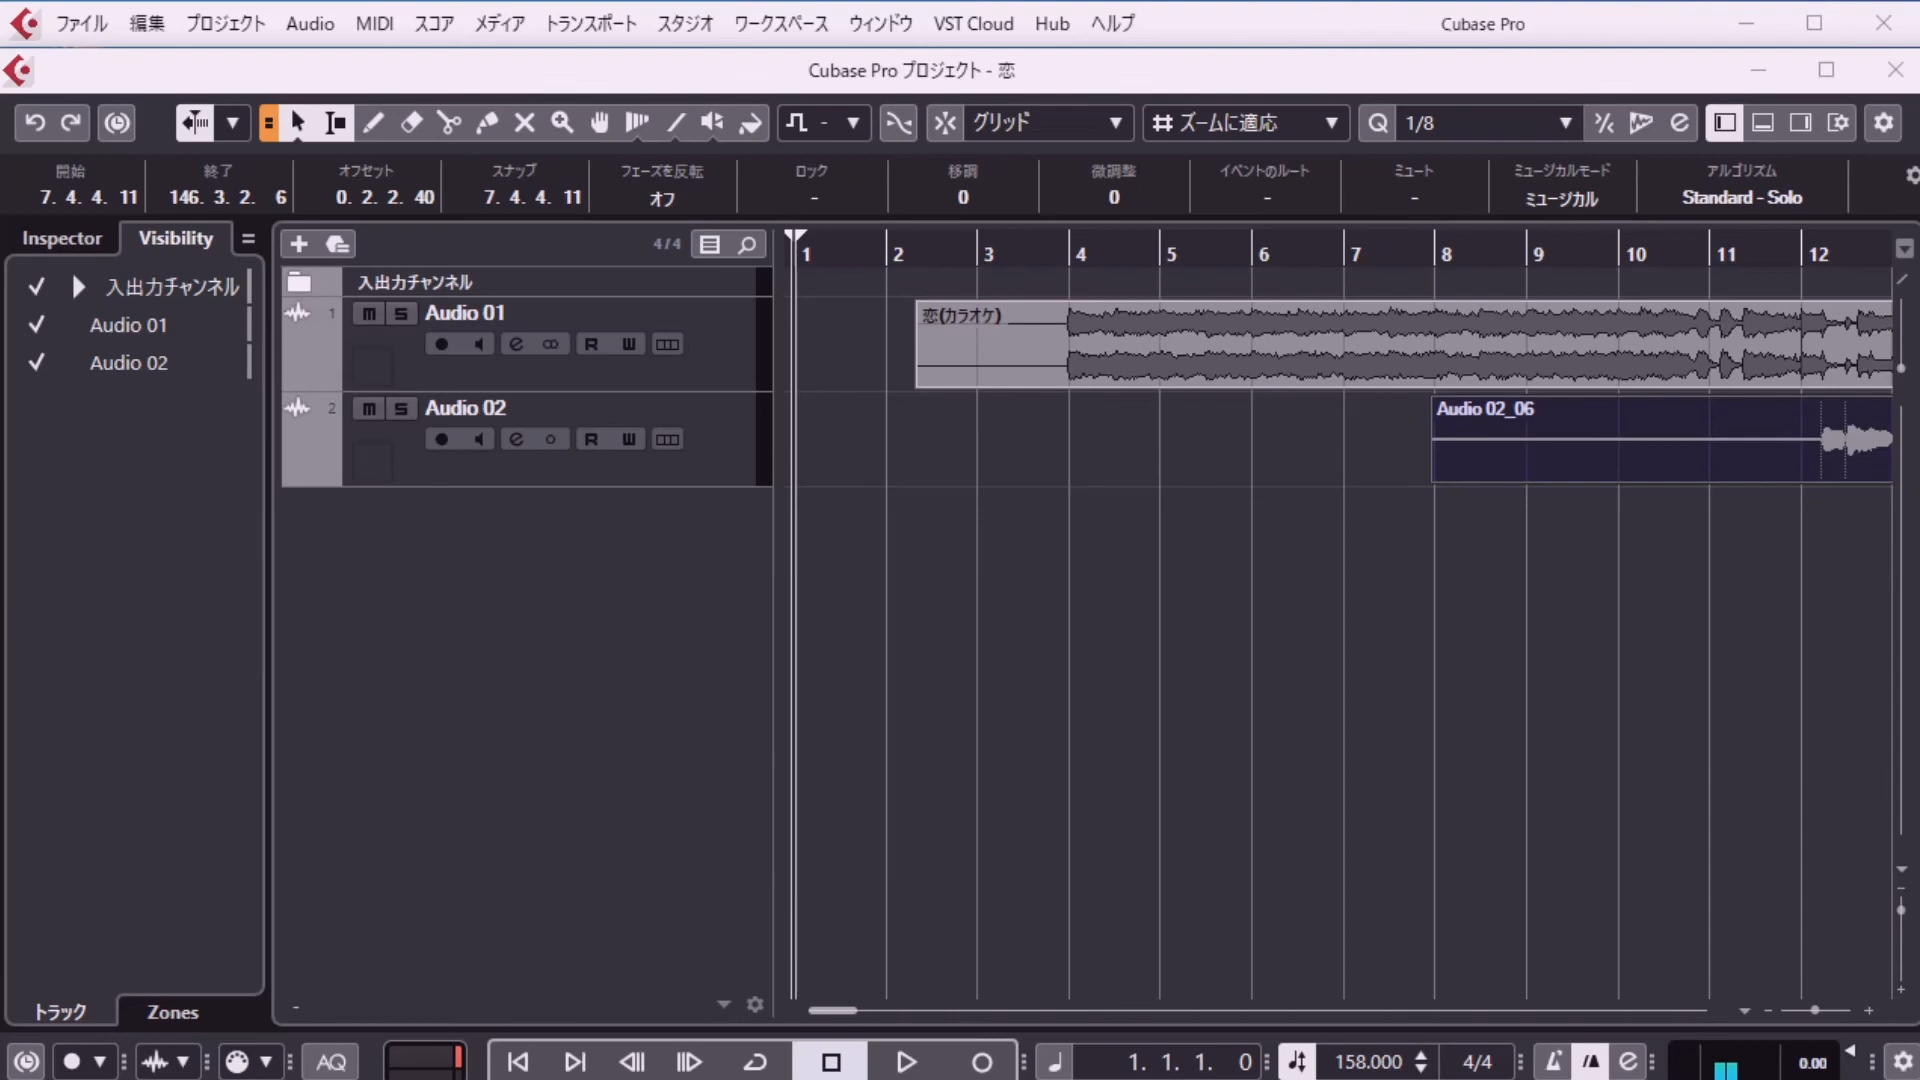 ファイル 編集 プロジェクト Audio MIDI スコア メディア トランスポート スタジオ ワークスペース ウィンドウ VST Cloud Hub ヘルプ Cubase Pro
Cubase Pro プロジェクト - 恋
グリッド ズームに適応 Q 1/8
開始 終了 オフセット スナップ フェーズを反転 ロック 移調 微調整 イベントのルート ミュート ミュージカルモード アルゴリズム
7. 4. 4. 11 146. 3. 2. 6 0. 2. 2. 40 7. 4. 4. 11 オフ - 0 0 - - ミュージカル Standard - Solo
Inspector Visibility 4/4
1 2 3 4 5 6 7 8 9 10 11 12
入出力チャンネル
Audio 01
Audio 02
入出力チャンネル
1 m S Audio 01
R W
2 m S Audio 02
R W
恋(カラオケ)
Audio 02_06
トラック Zones
AQ 1. 1. 1. 0 158.000 4/4 0.00